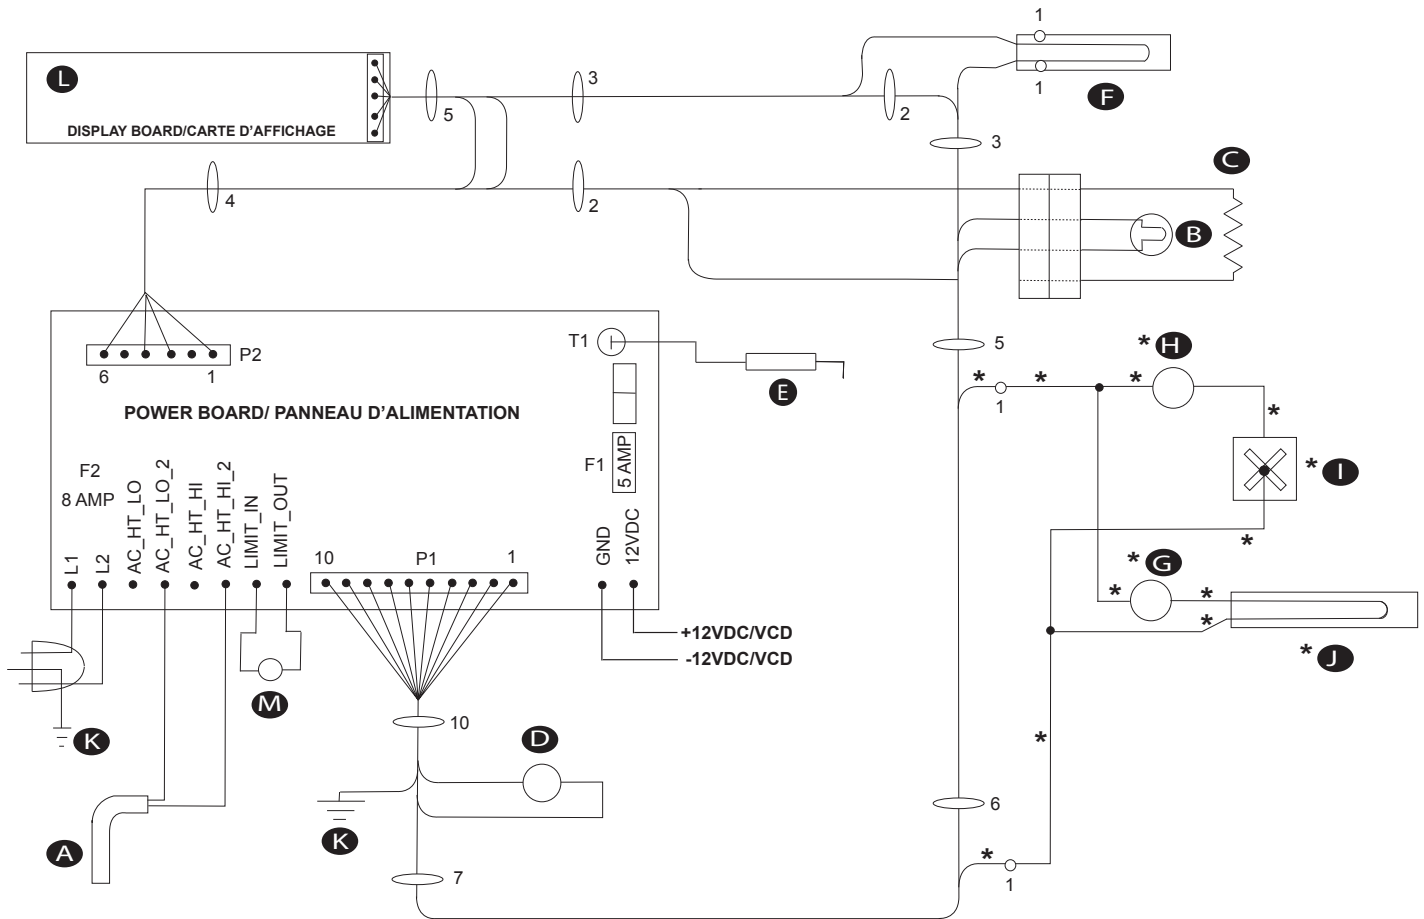 1
L
3
5
2
1
F
DISPLAY BOARD/CARTE D'AFFICHAGE
3
C
4
2
B
T1
5
* H
P2
6
1
E
* * *
1
*
POWER BOARD/ PANNEAU D'ALIMENTATION
F1
5 AMP
* I
F2
8 AMP
L1
L2
AC_HT_LO
AC_HT_LO_2
AC_HT_HI
AC_HT_HI_2
LIMIT_IN
LIMIT_OUT
10
P1
1
GND
12VDC
*
* G
* *
*
+12VDC/VCD
-12VDC/VCD
* J
M
K
10
D
*
6
K
A
7
*
1